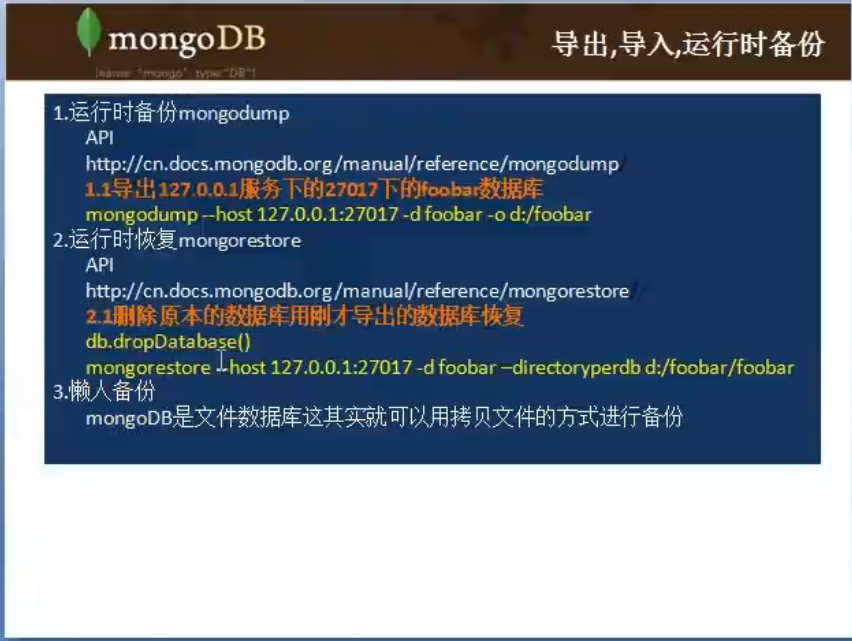 mongoDB
{name: "mongo", type: "DB"}
导出,导入,运行时备份
1.运行时备份mongodump
API
http://cn.docs.mongodb.org/manual/reference/mongodump/
1.1导出127.0.0.1服务下的27017下的foobar数据库
mongodump --host 127.0.0.1:27017 -d foobar -o d:/foobar
2.运行时恢复mongorestore
API
http://cn.docs.mongodb.org/manual/reference/mongorestore/
2.1删除原本的数据库用刚才导出的数据库恢复
db.dropDatabase()
mongorestore --host 127.0.0.1:27017 -d foobar –directoryperdb d:/foobar/foobar
3.懒人备份
mongoDB是文件数据库这其实就可以用拷贝文件的方式进行备份